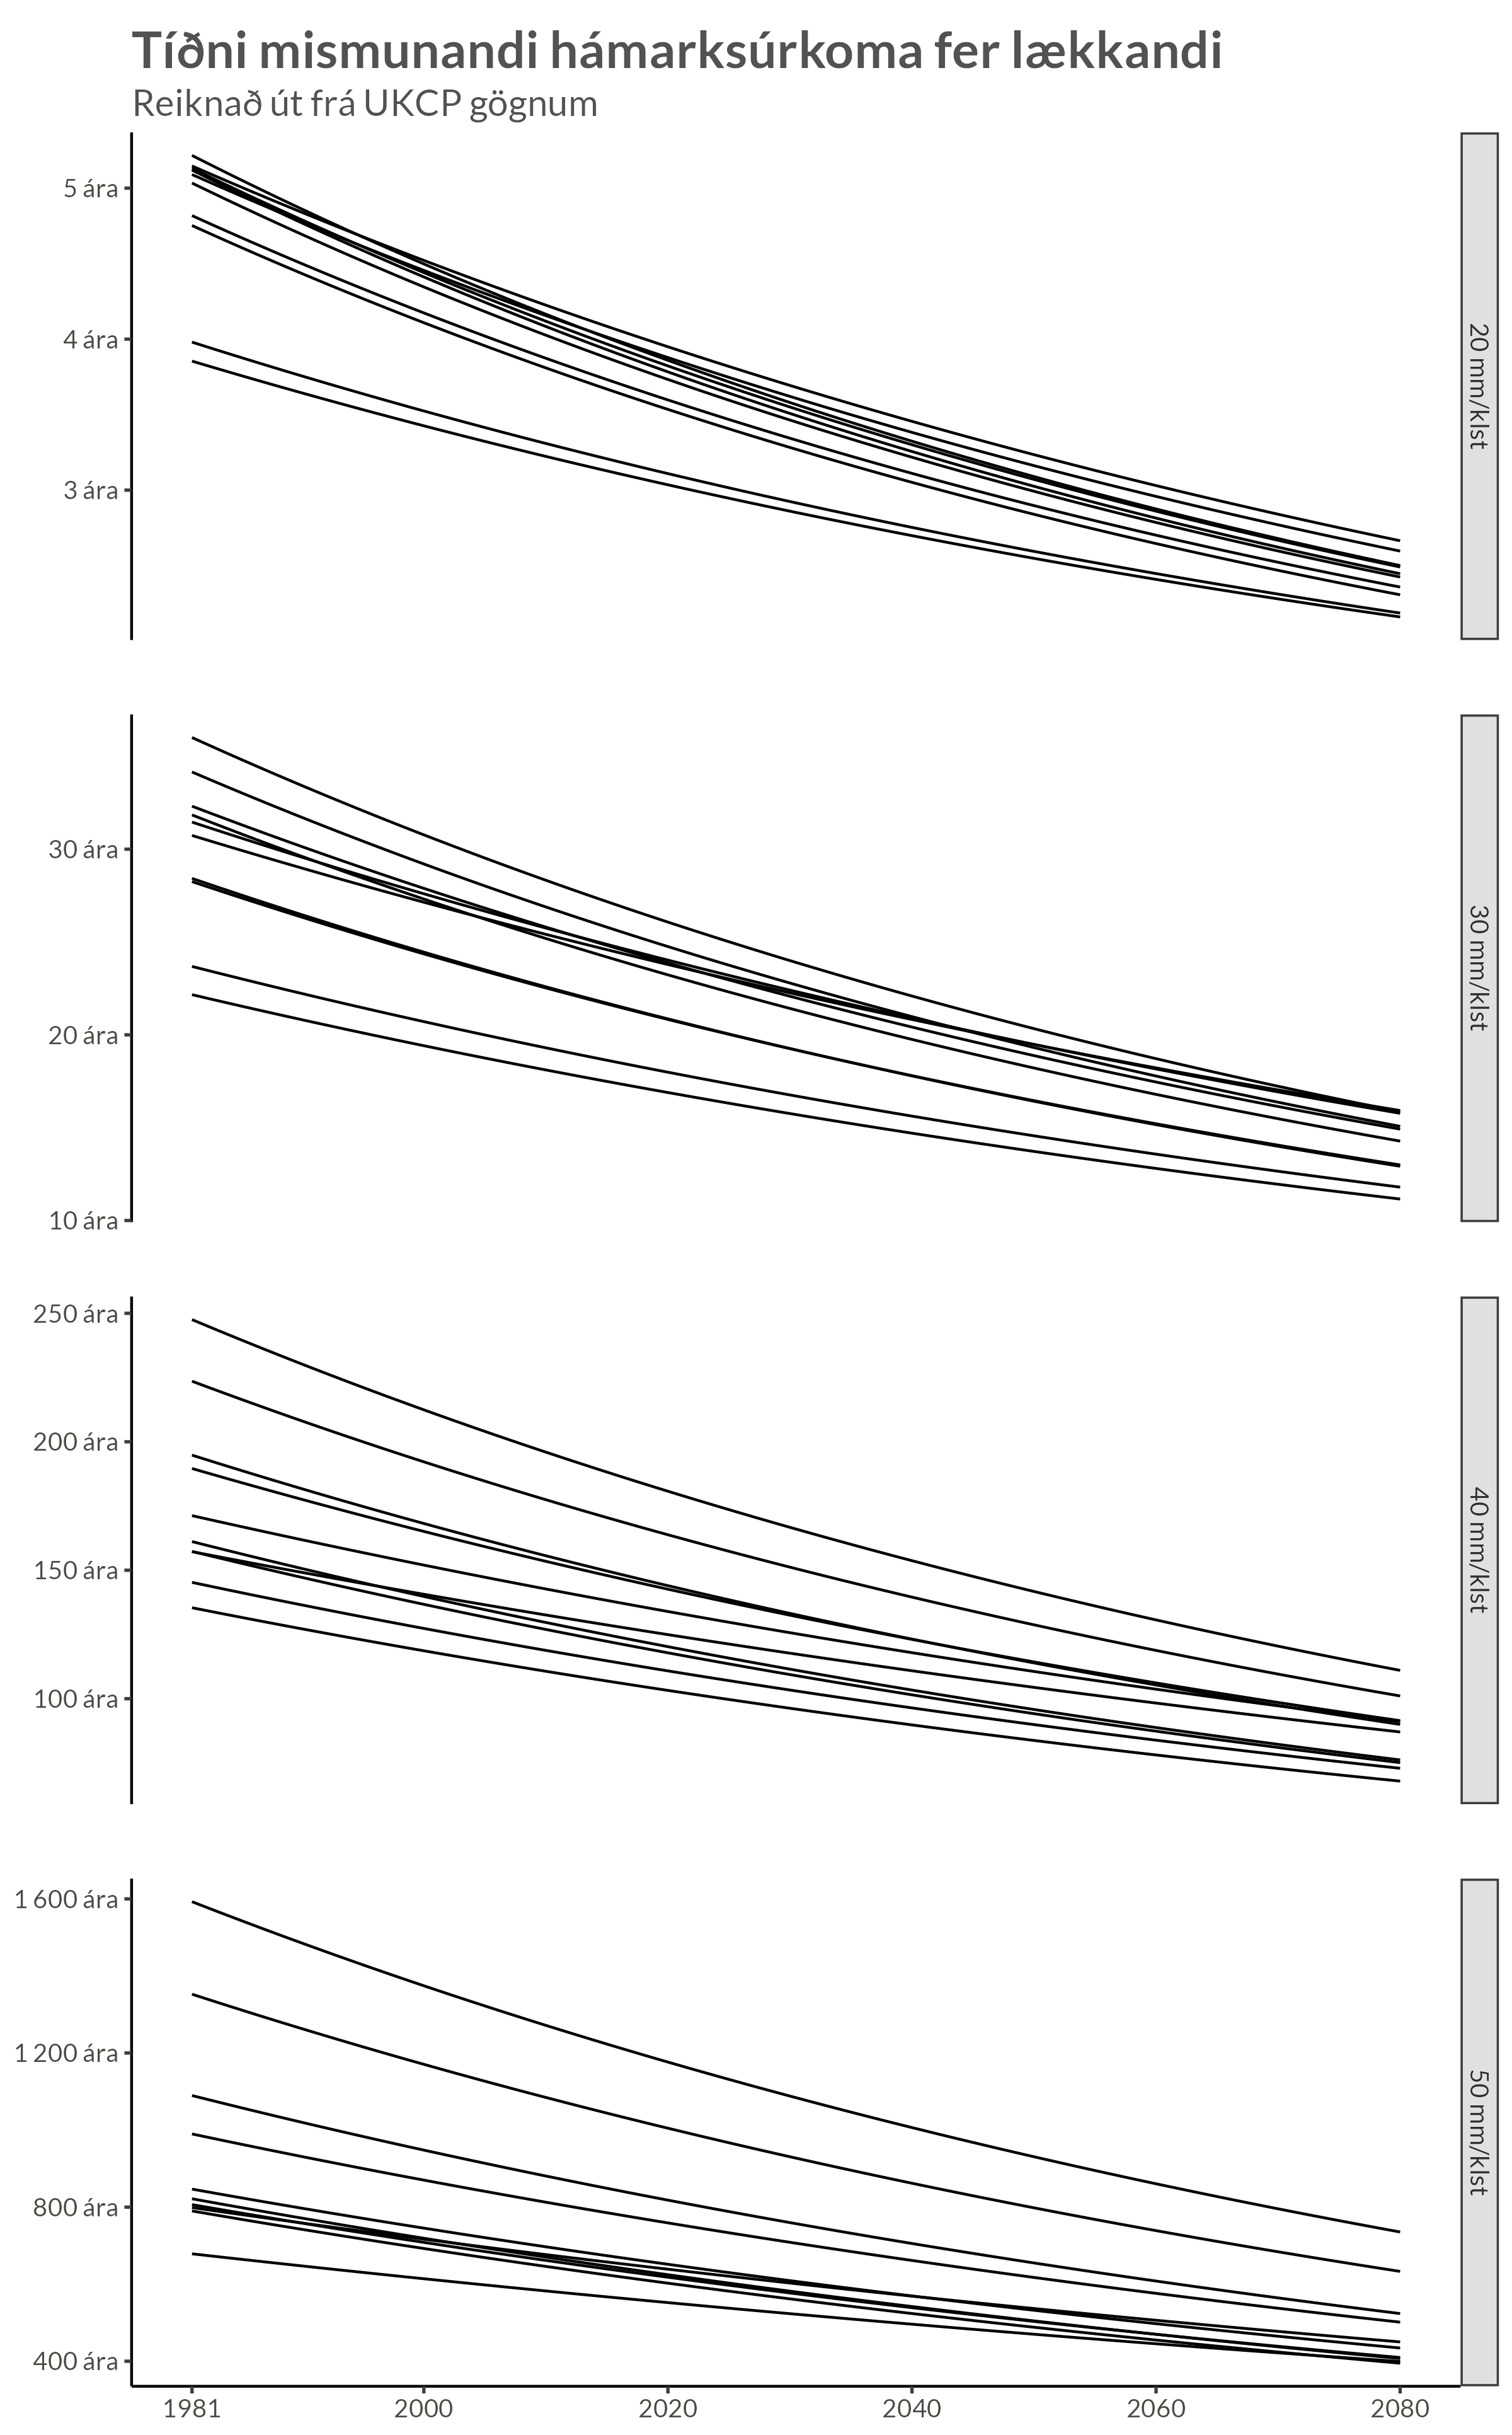 Tíðni mismunandi hámarksúrkoma fer lækkandi
Reiknað út frá UKCP gögnum
5 ára
4 ára
3 ára
20 mm/klst
30 ára
20 ára
10 ára
30 mm/klst
250 ára
200 ára
150 ára
100 ára
40 mm/klst
1 600 ára
1 200 ára
800 ára
400 ára
50 mm/klst
1981 2000 2020 2040 2060 2080